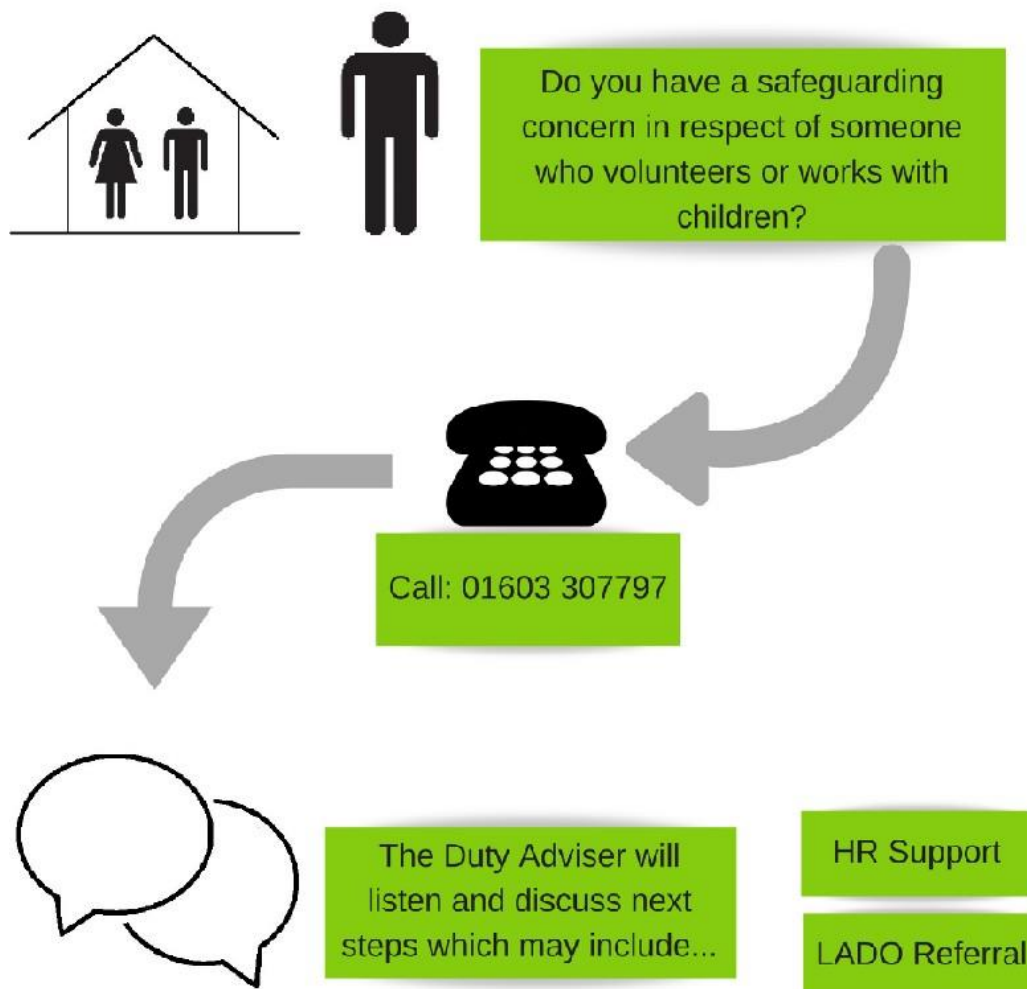 Do you have a safeguarding
concern in respect of someone
who volunteers or works with
children?
Call: 01603 307797
The Duty Adviser will
listen and discuss next
steps which may include...
HR Support
LADO Referral